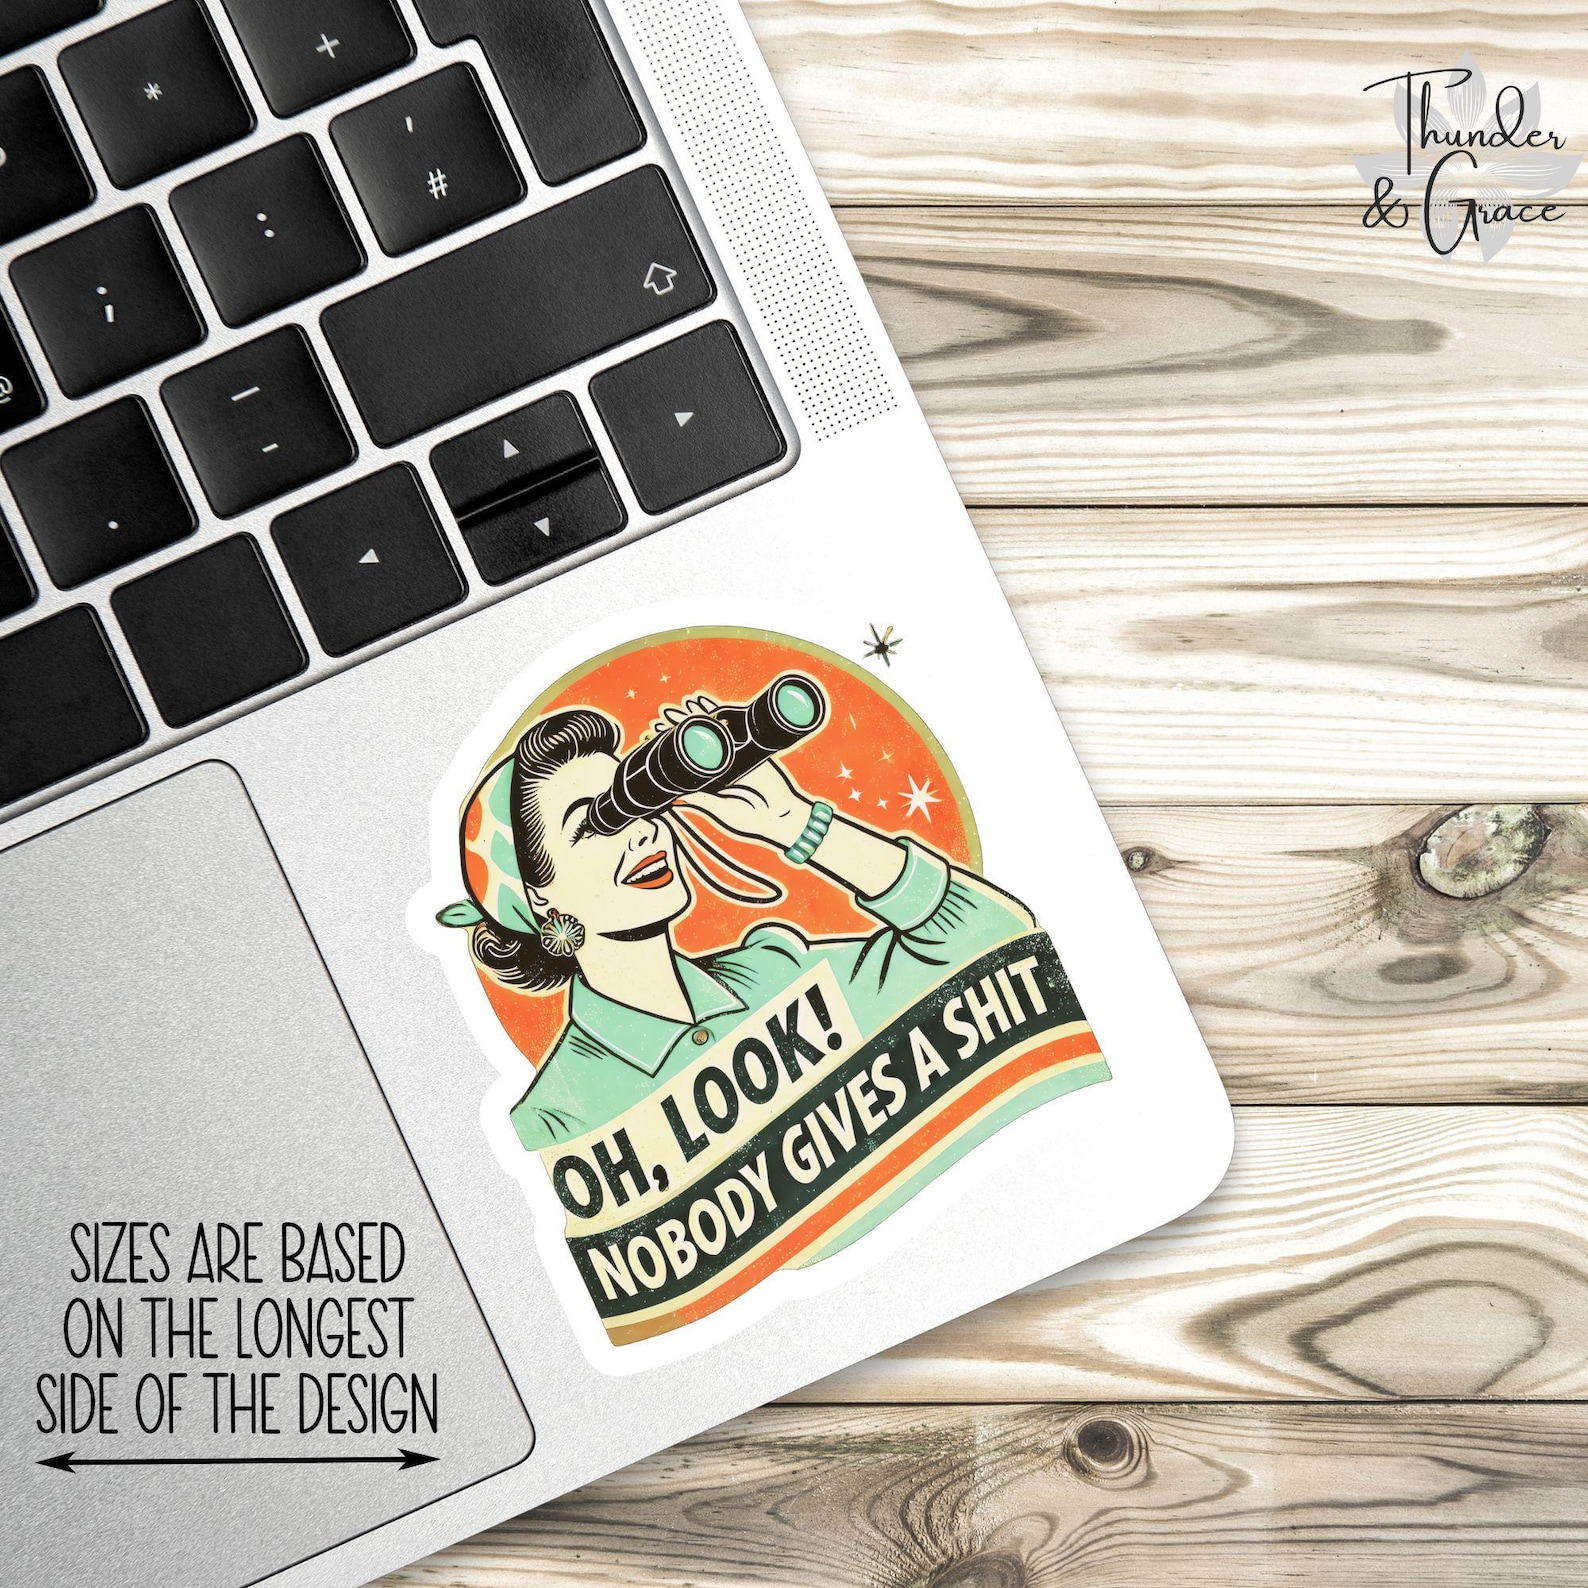 Thunder
& Grace
+
*
'
#
:
;
@
.
OH, LOOK!
NOBODY GIVES A SHIT
SIZES ARE BASED
ON THE LONGEST
SIDE OF THE DESIGN